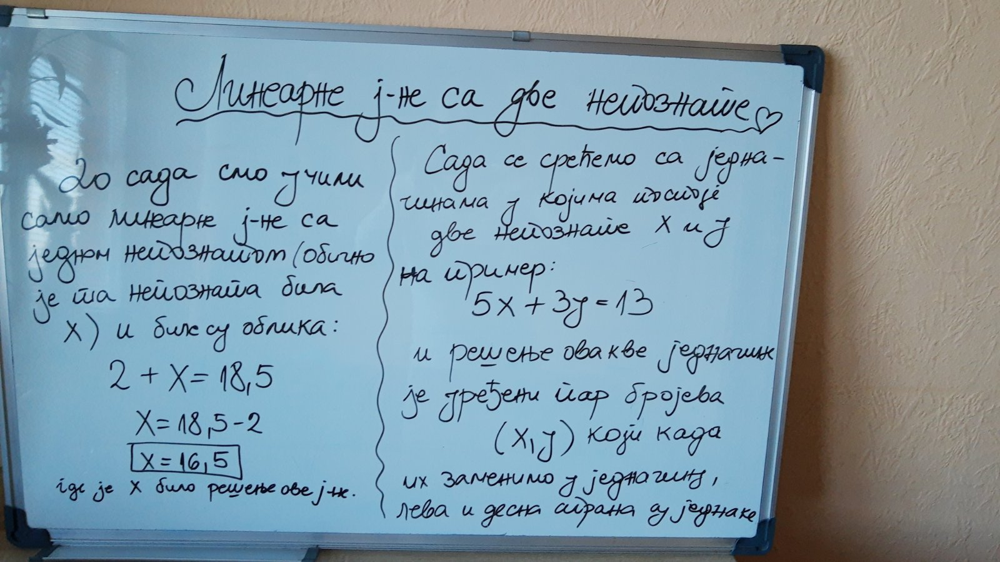 Линеарне ј-не са две непознате
До сада смо учили
само линеарне ј-не са
једном непознатом (обично
је та непозната била
x) и биле су облика:
2 + x = 18,5
x = 18,5 - 2
x = 16,5
где је x било решење ове ј-не.
Сада се срећемо са једна-
чинама у којима постоје
две непознате x и y
на пример:
5x + 3y = 13
и решење овакве једначине
је уређени пар бројева
(x, y) који када
их заменимо у једначину,
лева и десна страна су једнаке